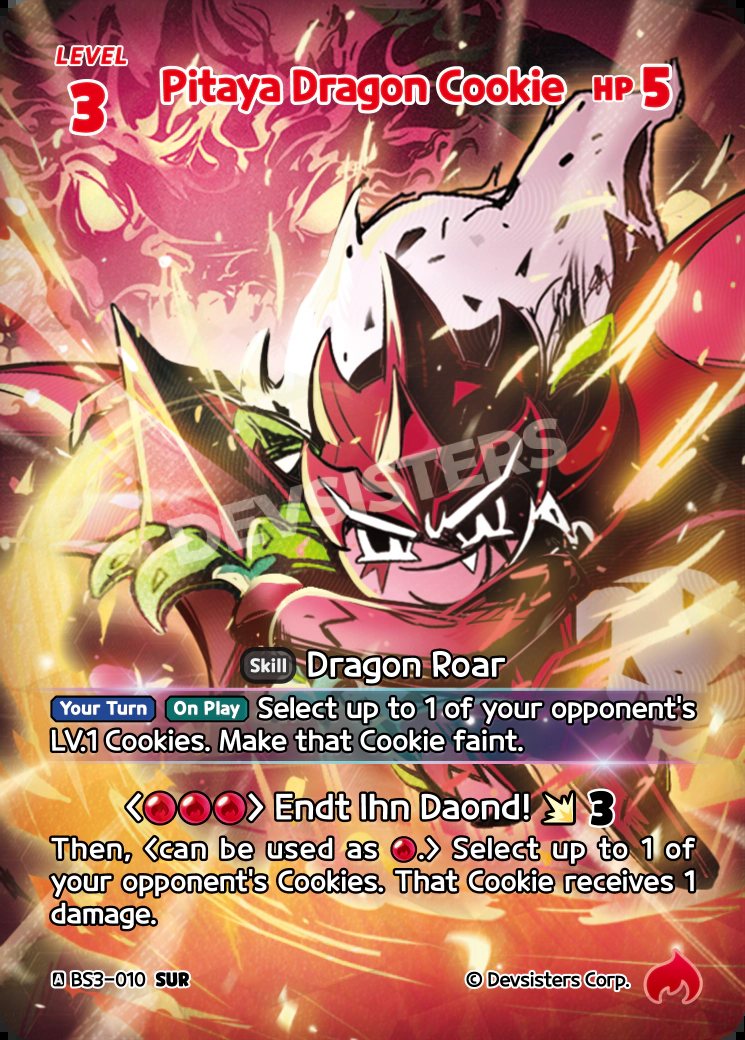 LEVEL
3
Pitaya Dragon Cookie HP 5
DEVSISTERS
Skill Dragon Roar
Your Turn On Play Select up to 1 of your opponent's
LV.1 Cookies. Make that Cookie faint.
< > Endt Ihn Daond! 3
Then, <can be used as .> Select up to 1 of
your opponent's Cookies. That Cookie receives 1
damage.
A BS3-010 SUR
© Devsisters Corp.